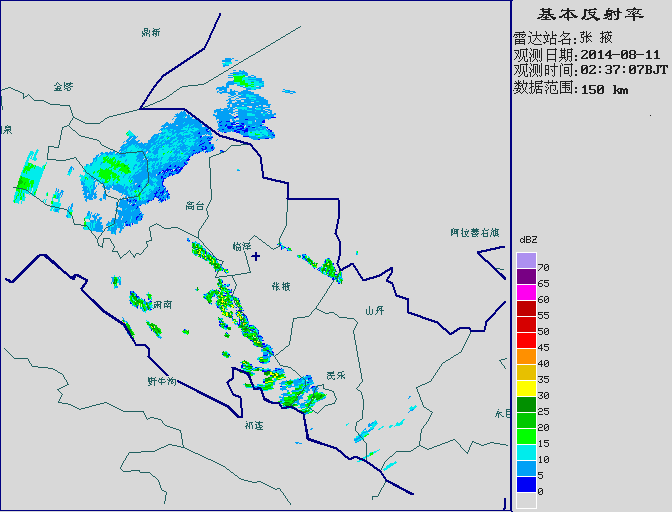 基本反射率
雷达站名:张 掖
观测日期:2014-08-11
观测时间:02:37:07BJT
数据范围:150 km
鼎新
金塔
泉
高台
临泽
阿拉善右旗
张掖
肃南
山丹
野牛沟
民乐
祁连
永昌
dBZ
70
65
60
55
50
45
40
35
30
25
20
15
10
5
0